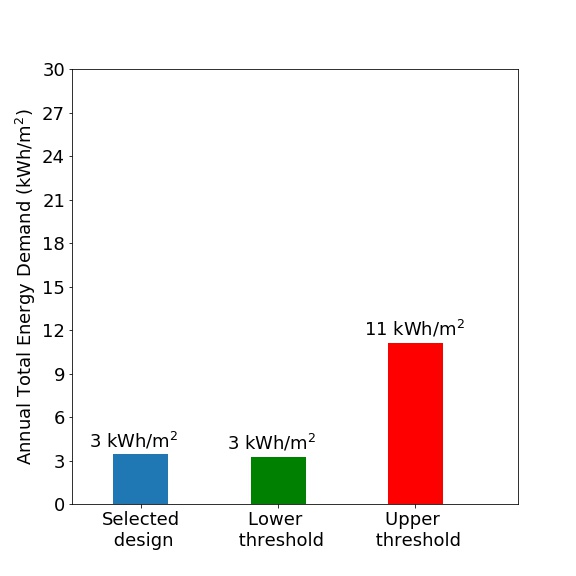 Annual Total Energy Demand (kWh/m²)
30
27
24
21
18
15
12
9
6
3
0
3 kWh/m²
3 kWh/m²
11 kWh/m²
Selected
design
Lower
threshold
Upper
threshold